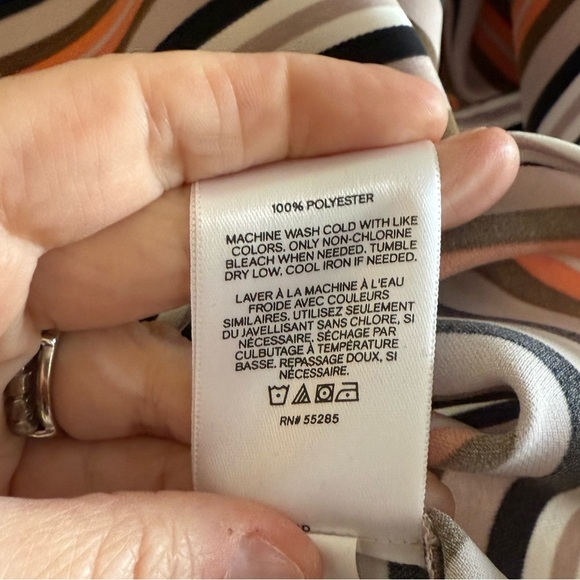 100% POLYESTER
MACHINE WASH COLD WITH LIKE
COLORS. ONLY NON-CHLORINE
BLEACH WHEN NEEDED. TUMBLE
DRY LOW. COOL IRON IF NEEDED.
LAVER À LA MACHINE À L'EAU
FROIDE AVEC COULEURS
SIMILAIRES. UTILISEZ SEULEMENT
DU JAVELLISANT SANS CHLORE, SI
NÉCESSAIRE. SÉCHAGE PAR
CULBUTAGE À TEMPÉRATURE
BASSE. REPASSAGE DOUX, SI
NÉCESSAIRE.
RN# 55285